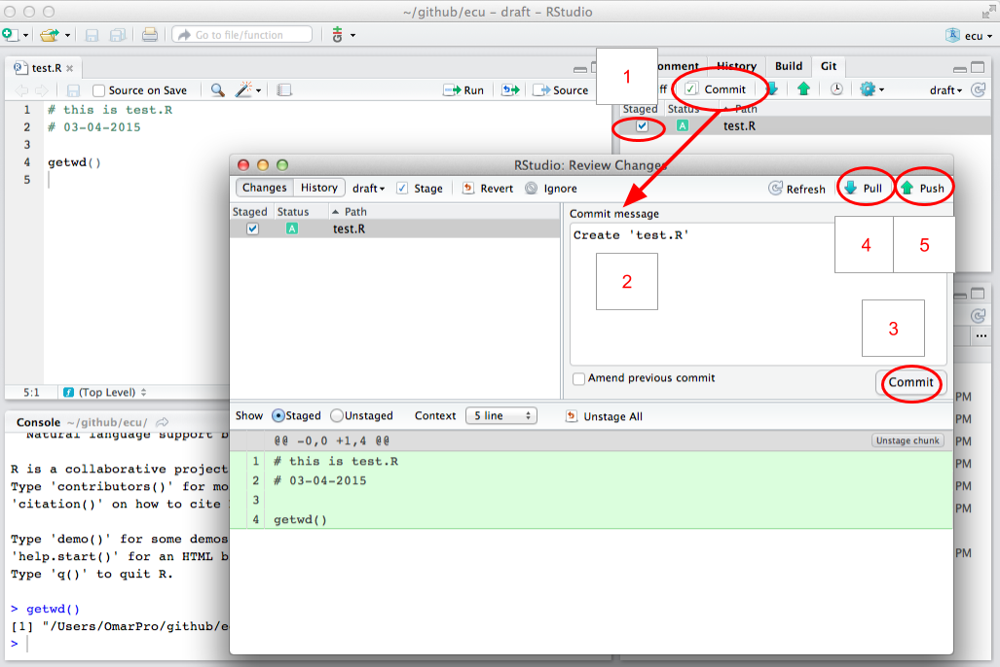 ~/github/ecu – draft – RStudio
Go to file/function
ecu
test.R
Source on Save
Run
Source
1 # this is test.R
2 # 03-04-2015
3
4 getwd()
5
5:1 (Top Level)
Console ~/github/ecu/
Natural language support b
R is a collaborative project
Type 'contributors()' for mo
'citation()' on how to cite
Type 'demo()' for some demos
'help.start()' for an HTML b
Type 'q()' to quit R.
> getwd()
[1] "/Users/OmarPro/github/e
>
1
onment History Build Git
ff Commit draft
Staged Status Path
A test.R
RStudio: Review Changes
Changes History draft Stage Revert Ignore Refresh Pull Push
Staged Status Path
A test.R
Commit message
Create 'test.R'
4 5
2
3
Amend previous commit
Commit
Show Staged Unstaged Context 5 line Unstage All
@@ -0,0 +1,4 @@ Unstage chunk
1 # this is test.R
2 # 03-04-2015
3
4 getwd()
...
PM
PM
PM
PM
PM
PM
PM